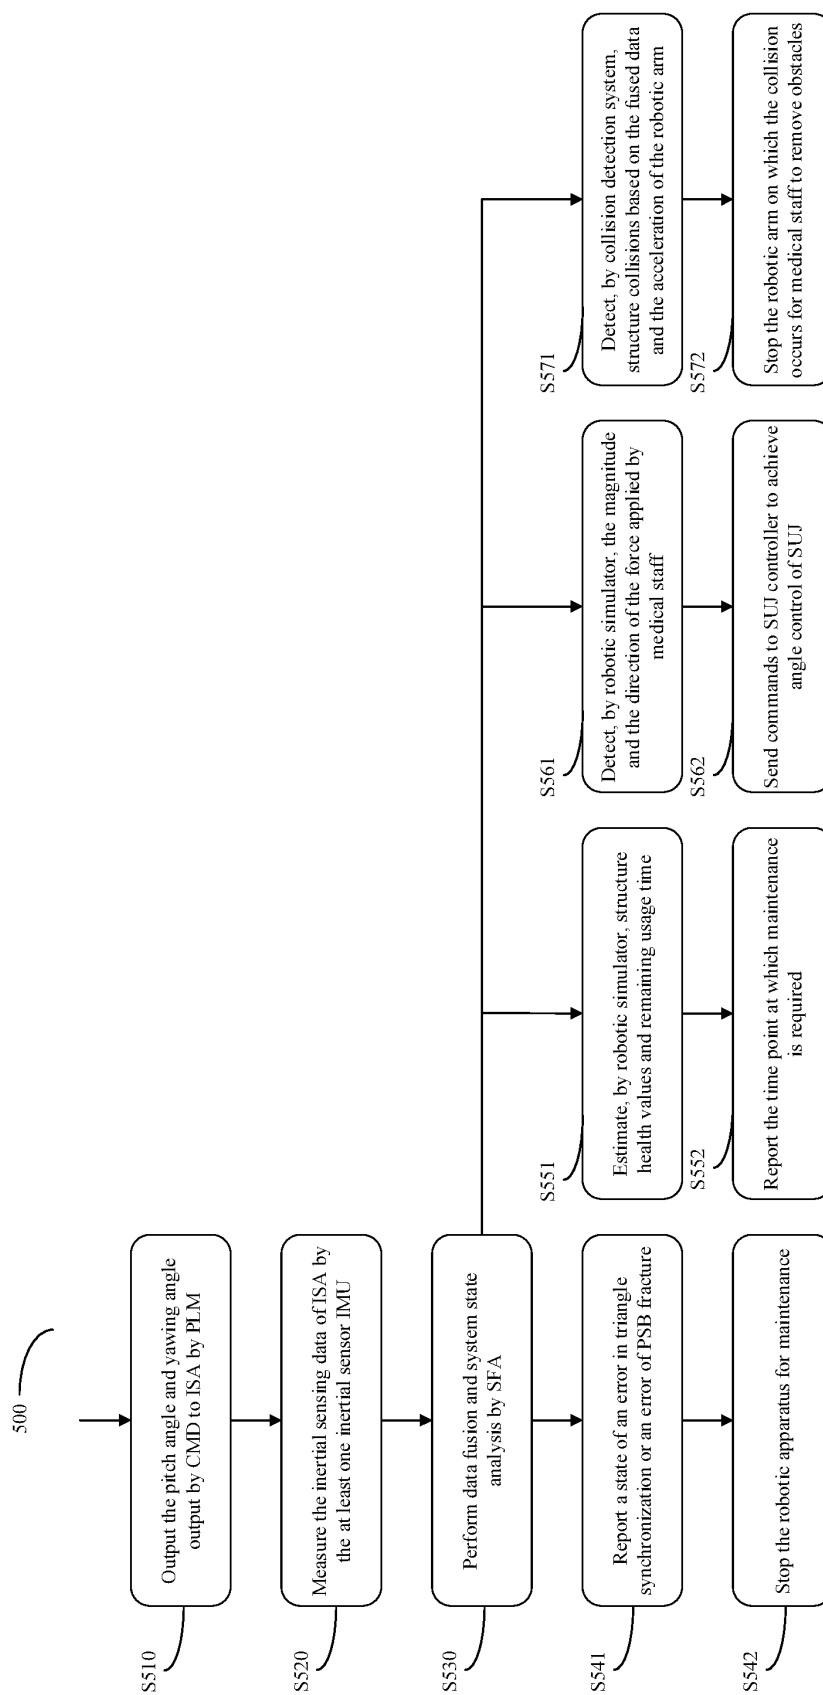 500
S510
Output the pitch angle and yawing angle
output by CMD to ISA by PLM
S520
Measure the inertial sensing data of ISA by
the at least one inertial sensor IMU
S530
Perform data fusion and system state
analysis by SFA
S541
Report a state of an error in triangle
synchronization or an error of PSB fracture
S542
Stop the robotic apparatus for maintenance
S551
Estimate, by robotic simulator, structure
health values and remaining usage time
S552
Report the time point at which maintenance
is required
S561
Detect, by robotic simulator, the magnitude
and the direction of the force applied by
medical staff
S562
Send commands to SUJ controller to achieve
angle control of SUJ
S571
Detect, by collision detection system,
structure collisions based on the fused data
and the acceleration of the robotic arm
S572
Stop the robotic arm on which the collision
occurs for medical staff to remove obstacles